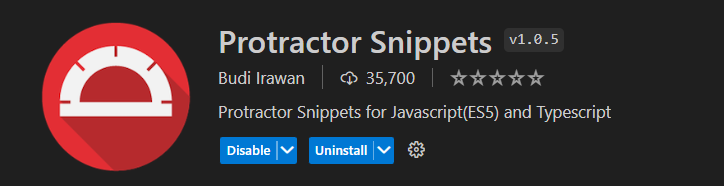 Protractor Snippets v1.0.5
Budi Irawan 35,700
Protractor Snippets for Javascript(ES5) and Typescript
Disable Uninstall